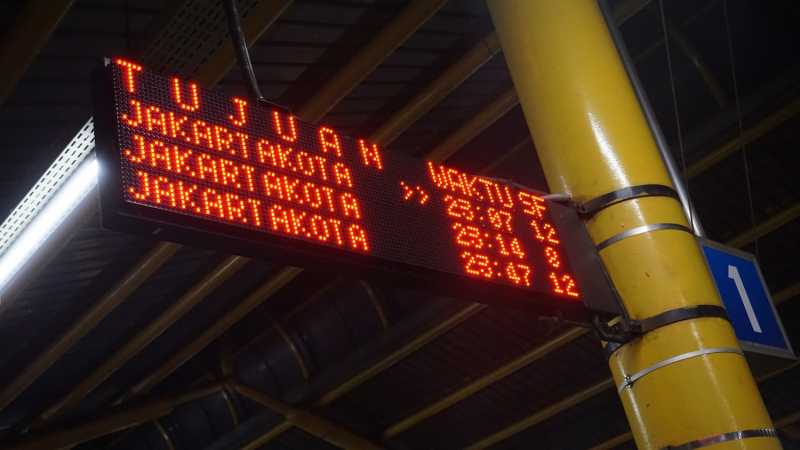 TUJUAN WAKTU SF
JAKARTAKOTA >> 23:07 12
JAKARTAKOTA 23:14 8
JAKARTAKOTA 23:47 12
1